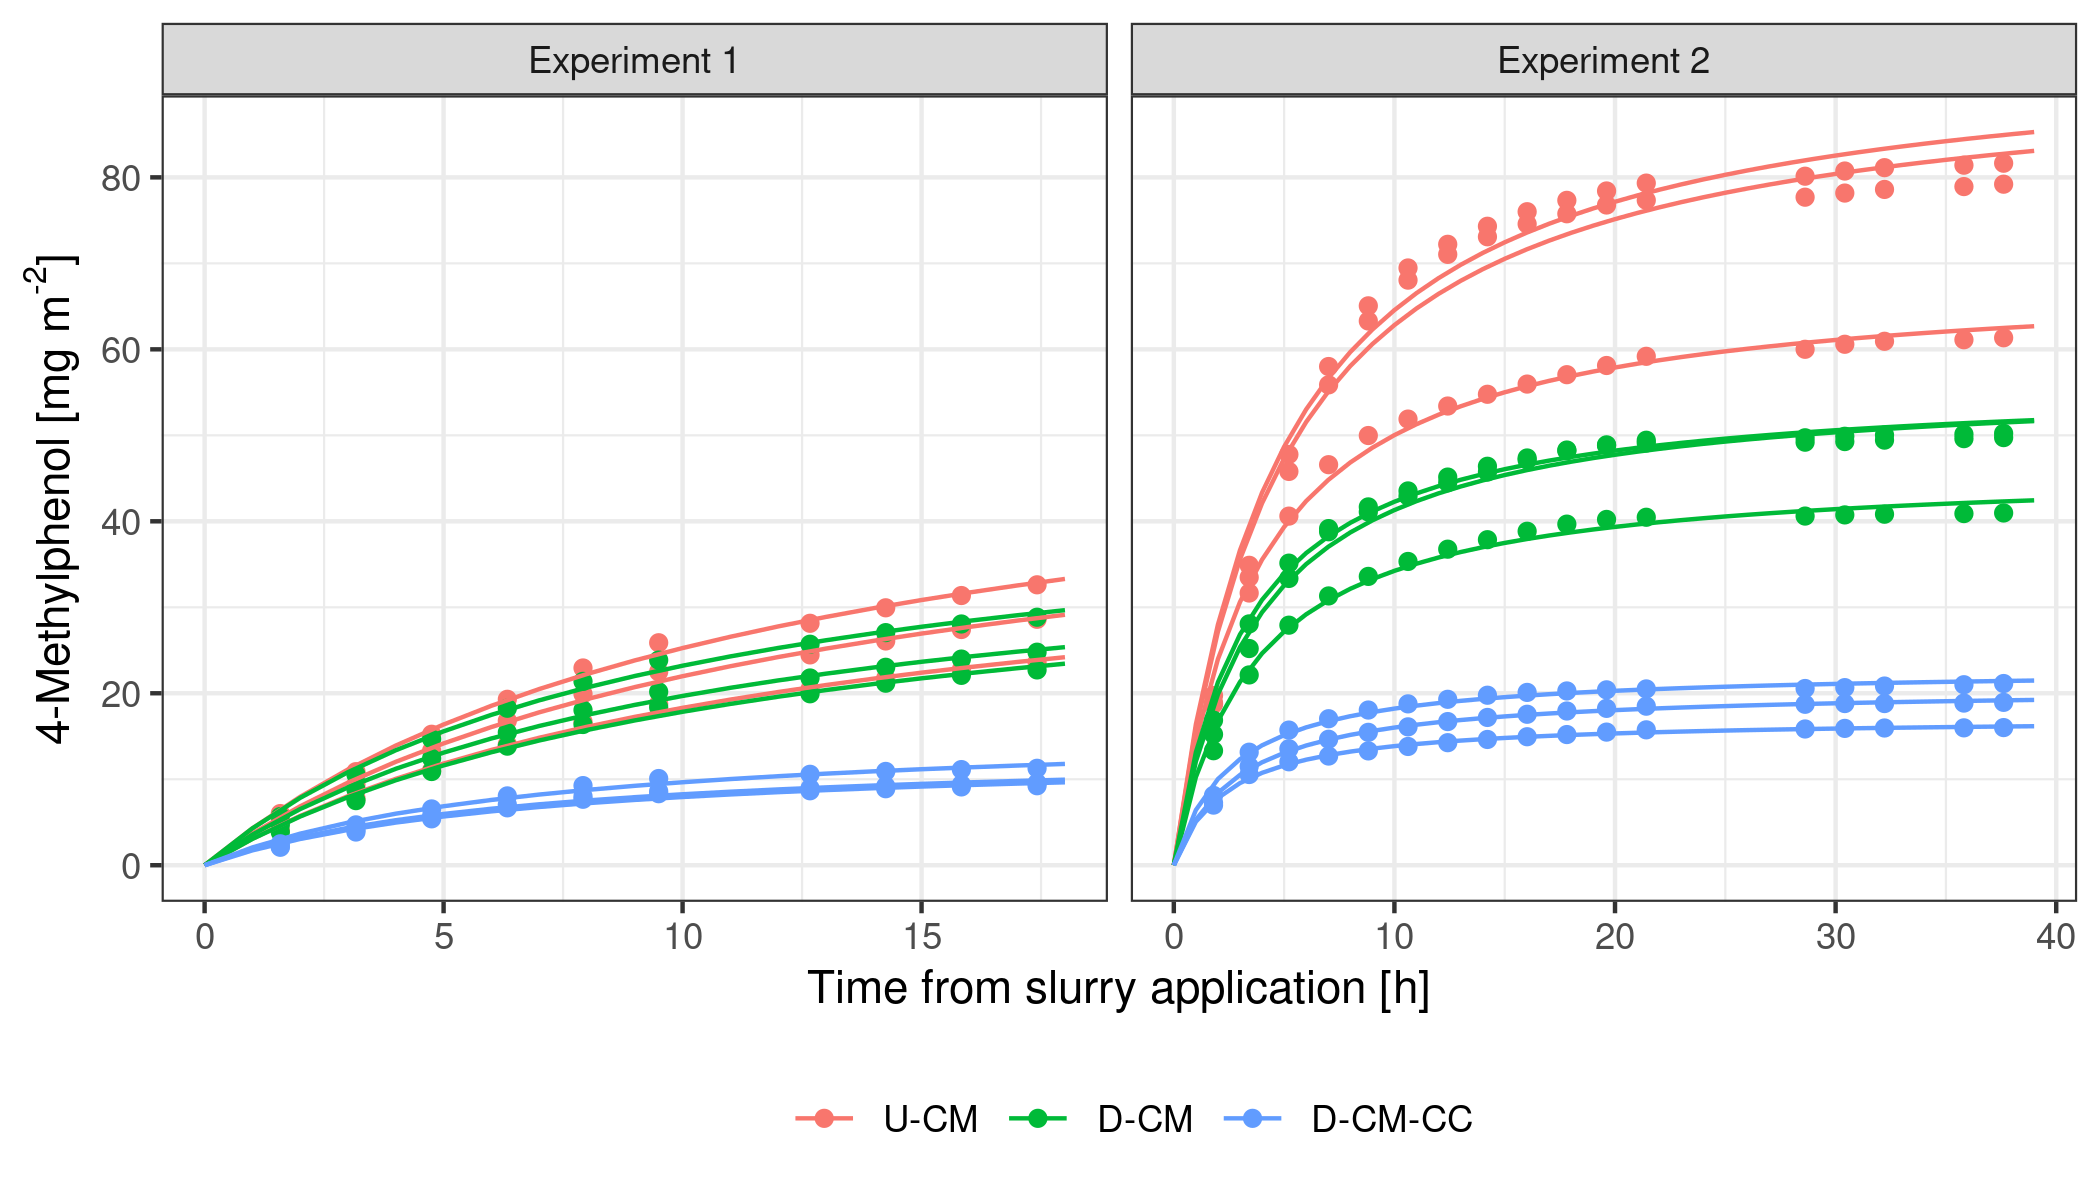 Experiment 1
Experiment 2
4-Methylphenol [mg m-2]
80
60
40
20
0
0 5 10 15
0 10 20 30 40
Time from slurry application [h]
U-CM D-CM D-CM-CC